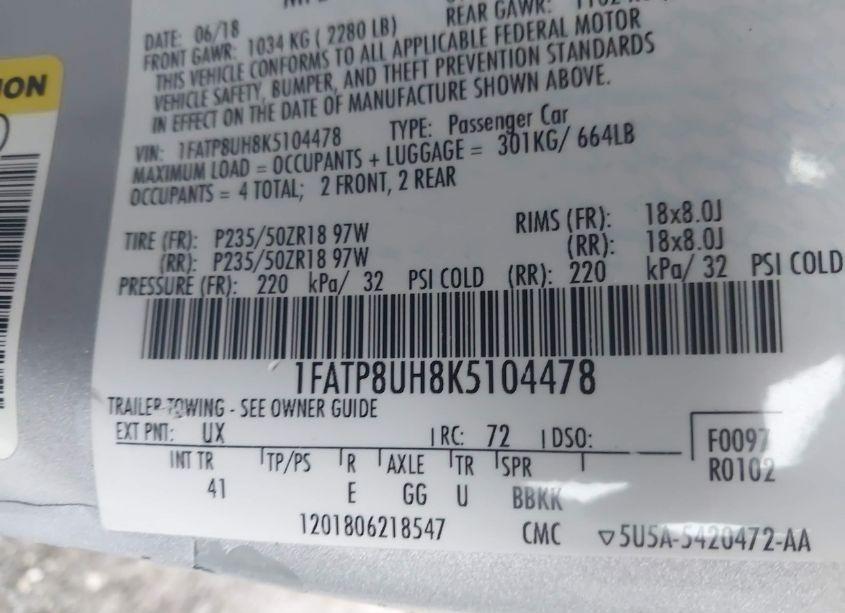 ION
DATE: 06/18
FRONT GAWR: 1034 KG ( 2280 LB) REAR GAWR:
THIS VEHICLE CONFORMS TO ALL APPLICABLE FEDERAL MOTOR
VEHICLE SAFETY, BUMPER, AND THEFT PREVENTION STANDARDS
IN EFFECT ON THE DATE OF MANUFACTURE SHOWN ABOVE.
VIN: 1FATP8UH8K5104478 TYPE: Passenger Car
MAXIMUM LOAD = OCCUPANTS + LUGGAGE = 301KG/ 664LB
OCCUPANTS = 4 TOTAL; 2 FRONT, 2 REAR
TIRE (FR): P235/50ZR18 97W RIMS (FR): 18x8.0J
(RR): P235/50ZR18 97W (RR): 18x8.0J
PRESSURE (FR): 220 kPa/ 32 PSI COLD (RR): 220 kPa/ 32 PSI COLD
1FATP8UH8K5104478
TRAILER TOWING - SEE OWNER GUIDE
EXT PNT: UX RC: 72 DSO: F0097
INT TR TP/PS R AXLE TR SPR R0102
41 E GG U BBKK
1201806218547 CMC ▽5U5A-5420472-AA